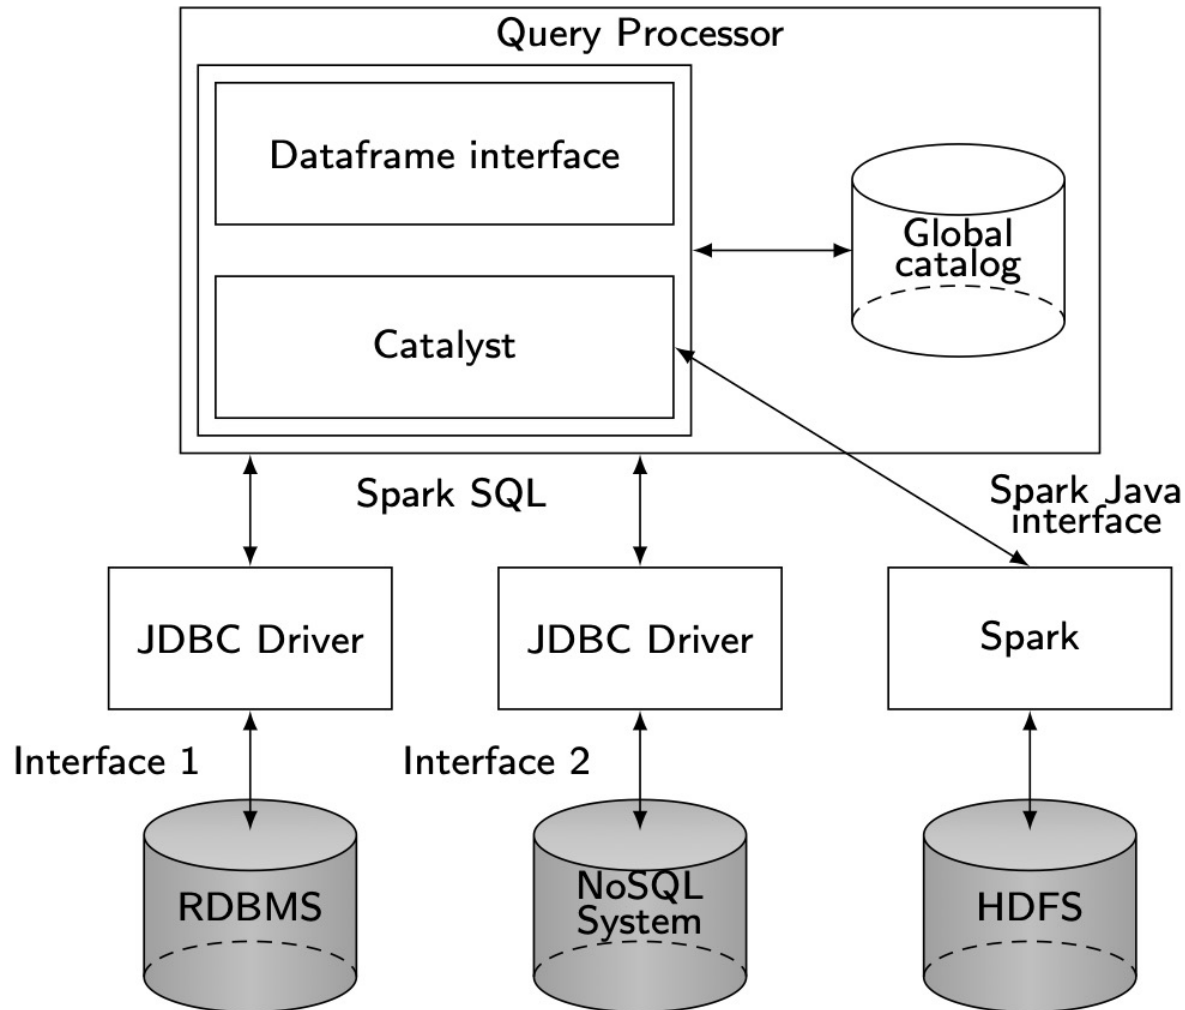 Query Processor
Dataframe interface
Global
catalog
Catalyst
Spark SQL
Spark Java
interface
JDBC Driver
JDBC Driver
Spark
Interface 1
Interface 2
RDBMS
NoSQL
System
HDFS